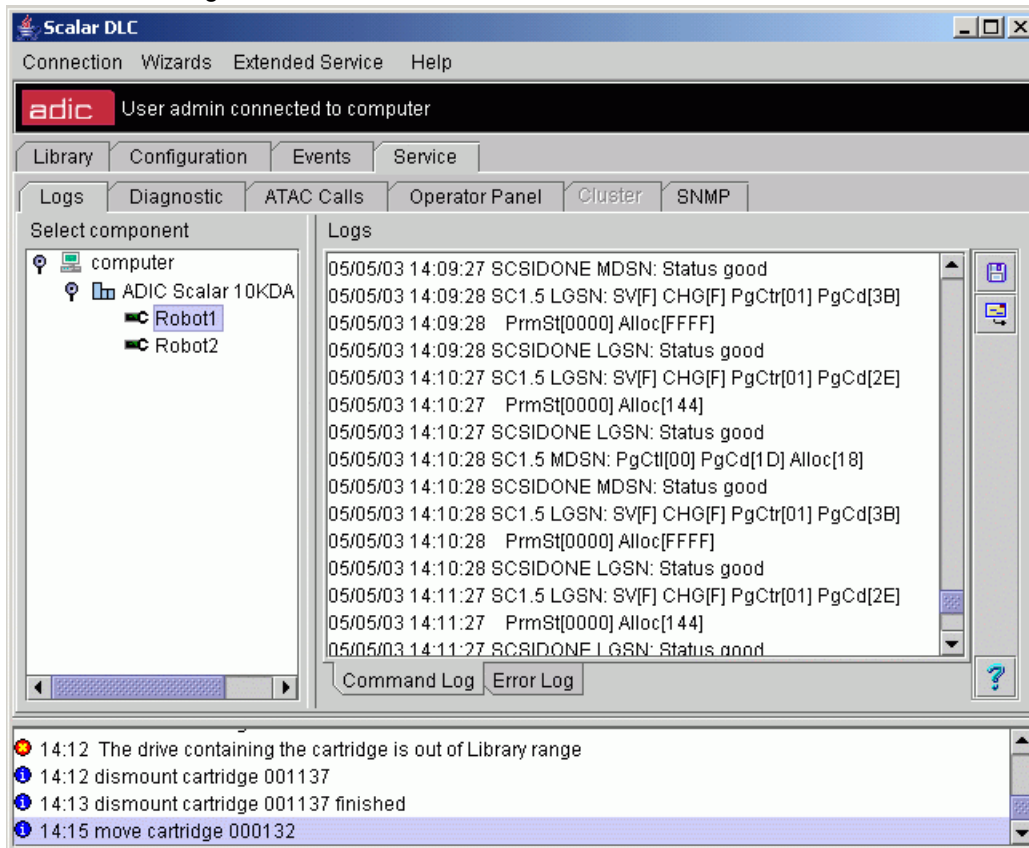 Scalar DLC
Connection Wizards Extended Service Help
adic User admin connected to computer
Library Configuration Events Service
Logs Diagnostic ATAC Calls Operator Panel Cluster SNMP
Select component
computer
ADIC Scalar 10KDA
Robot1
Robot2
Logs
05/05/03 14:09:27 SCSIDONE MDSN: Status good
05/05/03 14:09:28 SC1.5 LGSN: SV[F] CHG[F] PgCtr[01] PgCd[3B]
05/05/03 14:09:28 PrmSt[0000] Alloc[FFFF]
05/05/03 14:09:28 SCSIDONE LGSN: Status good
05/05/03 14:10:27 SC1.5 LGSN: SV[F] CHG[F] PgCtr[01] PgCd[2E]
05/05/03 14:10:27 PrmSt[0000] Alloc[144]
05/05/03 14:10:27 SCSIDONE LGSN: Status good
05/05/03 14:10:28 SC1.5 MDSN: PgCtl[00] PgCd[1D] Alloc[18]
05/05/03 14:10:28 SCSIDONE MDSN: Status good
05/05/03 14:10:28 SC1.5 LGSN: SV[F] CHG[F] PgCtr[01] PgCd[3B]
05/05/03 14:10:28 PrmSt[0000] Alloc[FFFF]
05/05/03 14:10:28 SCSIDONE LGSN: Status good
05/05/03 14:11:27 SC1.5 LGSN: SV[F] CHG[F] PgCtr[01] PgCd[2E]
05/05/03 14:11:27 PrmSt[0000] Alloc[144]
05/05/03 14:11:27 SCSIDONE LGSN: Status good
Command Log Error Log
14:12 The drive containing the cartridge is out of Library range
14:12 dismount cartridge 001137
14:13 dismount cartridge 001137 finished
14:15 move cartridge 000132